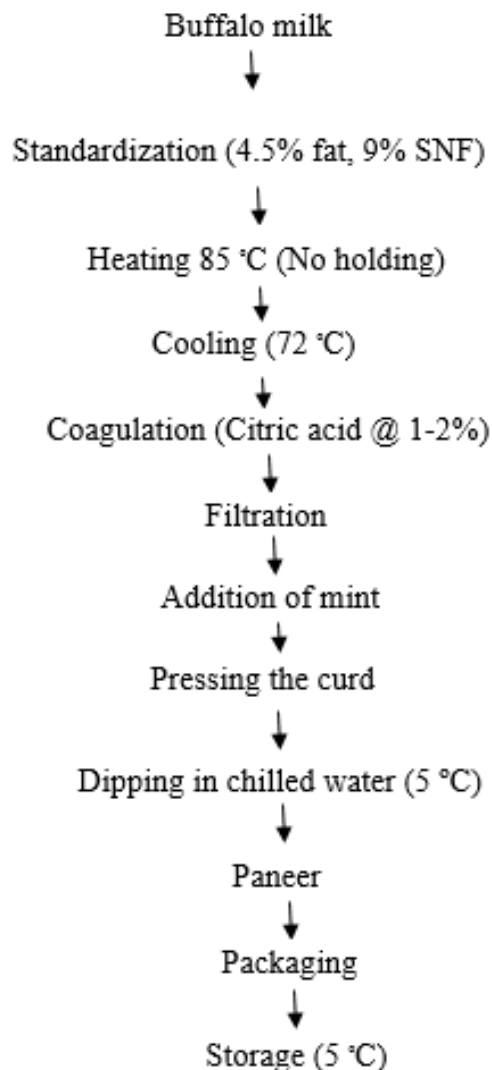 Buffalo milk
Standardization (4.5% fat, 9% SNF)
Heating 85 °C (No holding)
Cooling (72 °C)
Coagulation (Citric acid @ 1-2%)
Filtration
Addition of mint
Pressing the curd
Dipping in chilled water (5 °C)
Paneer
Packaging
Storage (5 °C)